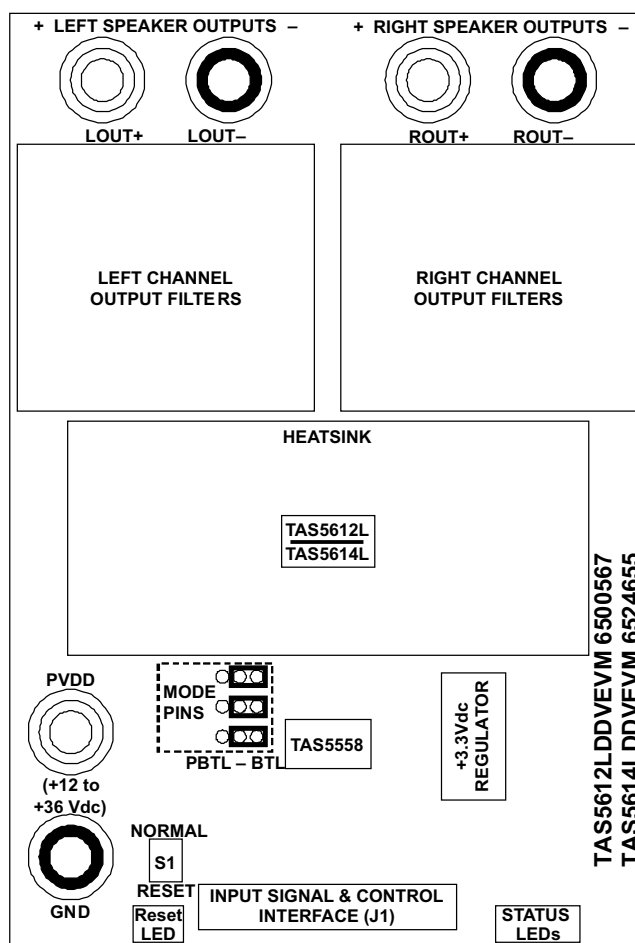 + LEFT SPEAKER OUTPUTS –
+ RIGHT SPEAKER OUTPUTS –
LOUT+
LOUT–
ROUT+
ROUT–
LEFT CHANNEL
OUTPUT FILTERS
RIGHT CHANNEL
OUTPUT FILTERS
HEATSINK
TAS5612L
TAS5614L
TAS5612LDDVEVM 6500567
TAS5614LDDVEVM 6524655
PVDD
(+12 to
+36 Vdc)
MODE
PINS
PBTL – BTL
TAS5558
+3.3Vdc
REGULATOR
NORMAL
S1
RESET
GND
Reset
LED
INPUT SIGNAL & CONTROL
INTERFACE (J1)
STATUS
LEDs